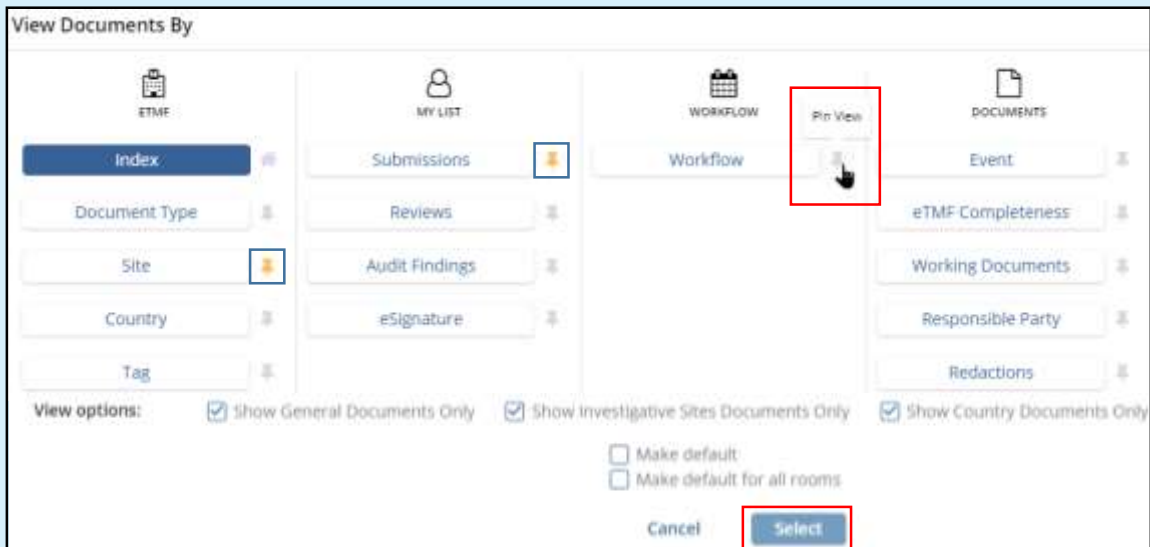 View Documents By
ETMF MY LIST WORKFLOW Pin View DOCUMENTS
Index Submissions Workflow Event
Document Type Reviews eTMF Completeness
Site Audit Findings Working Documents
Country eSignature Responsible Party
Tag Redactions
View options: Show General Documents Only Show Investigative Sites Documents Only Show Country Documents Only
Make default
Make default for all rooms
Cancel Select